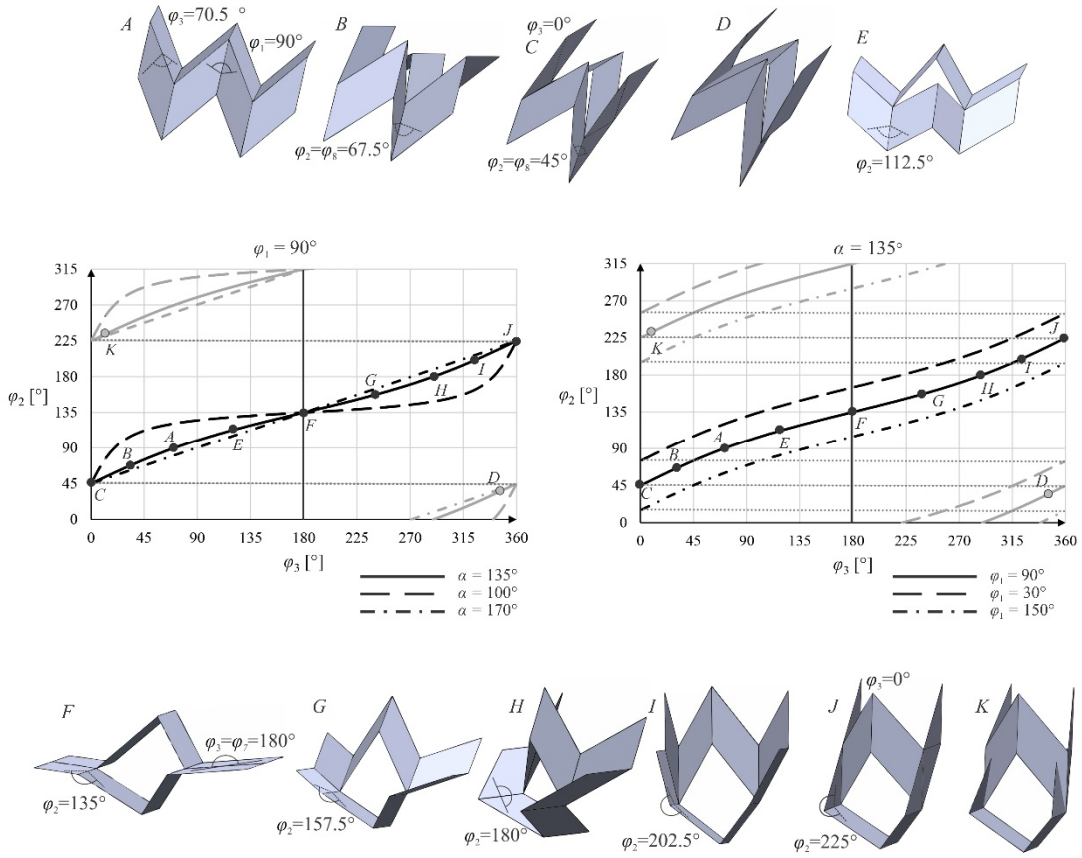 A B C D E
φ3=70.5 °
φ1=90°
φ3=0°
φ2=φ8=67.5°
φ2=φ8=45°
φ2=112.5°
φ1 = 90°
315
270
225
180
135
90
45
0
φ2 [°]
0 45 90 135 180 225 270 315 360
φ3 [°]
K
J
I
H
G
F
E
A
B
C
D
α = 135°
α = 100°
α = 170°
α = 135°
315
270
225
180
135
90
45
0
φ2 [°]
0 45 90 135 180 225 270 315 360
φ3 [°]
K
J
I
H
G
F
E
A
B
C
D
φ1 = 90°
φ1 = 30°
φ1 = 150°
F G H I J K
φ3=φ7=180°
φ3=0°
φ2=135°
φ2=157.5°
φ2=180°
φ2=202.5°
φ2=225°